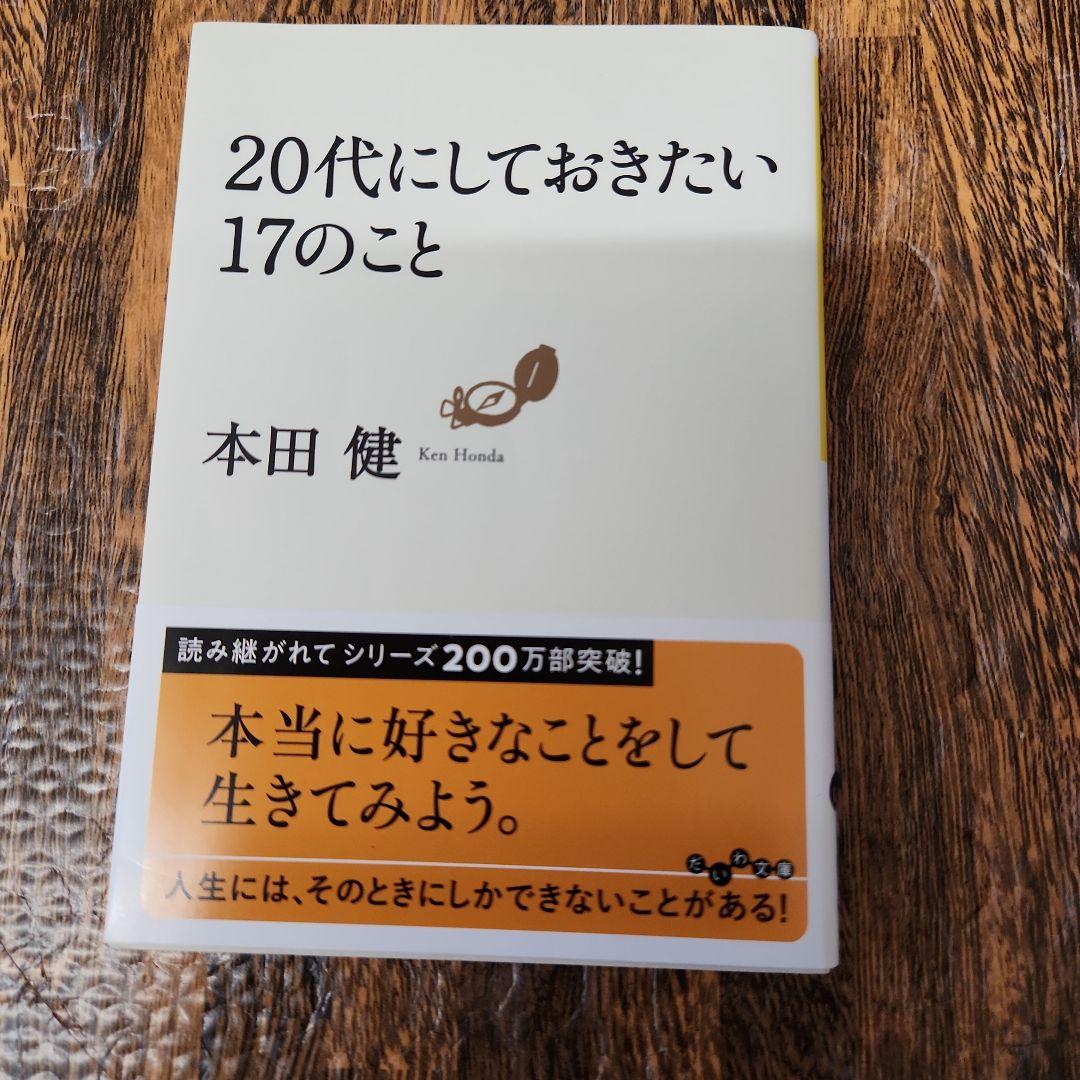 20代にしておきたい
17のこと
本田 健 Ken Honda
読み継がれてシリーズ200万部突破!
本当に好きなことをして
生きてみよう。
だいわ文庫
人生には、そのときにしかできないことがある!